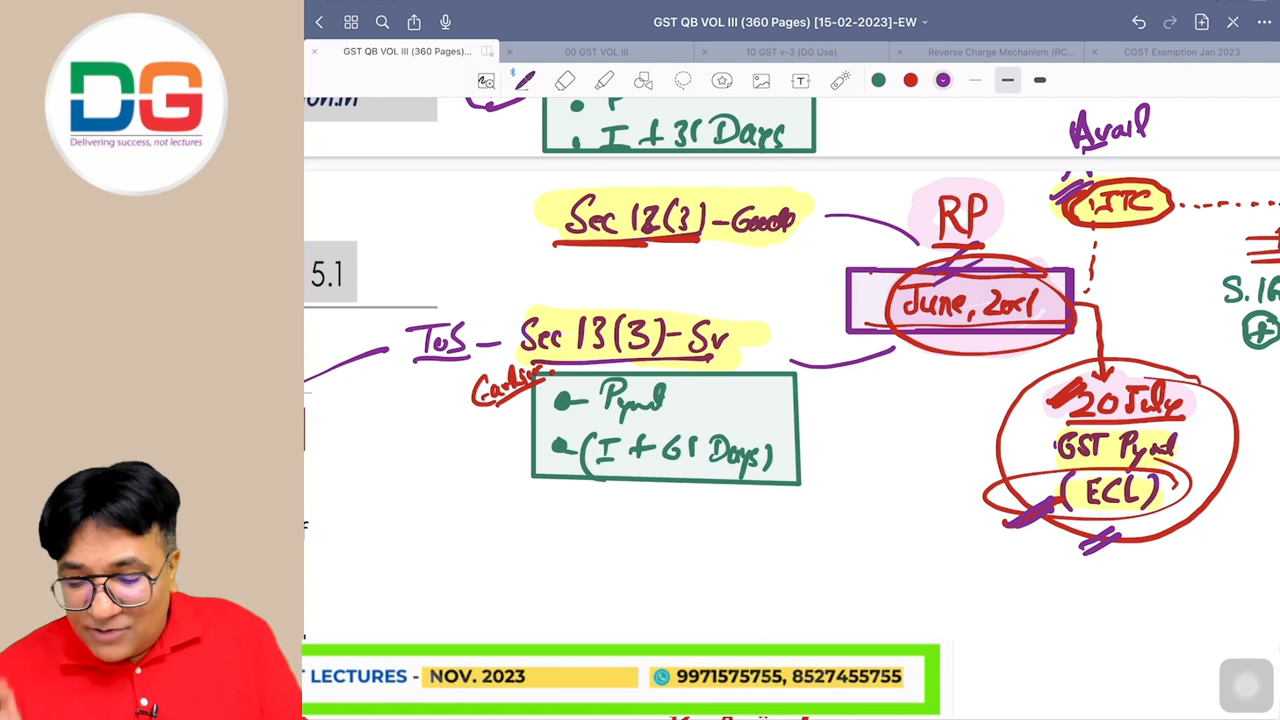 GST QB VOL III (360 Pages) [15-02-2023]-EW
GST QB VOL III (360 Pages)...
00 GST VOL III
10 GST v-3 (DG Use)
Reverse Charge Mechanism (RC...
CGST Exemption Jan 2023
DG
Delivering success, not lectures
I + 31 Days
Avail
Sec 12(3) - Goods
RP
ITC
5.1
June, 2001
TOS - Sec 13(3) - Sv
Earlier
Pymt
(I + 61 Days)
20 July
GST Pymt
(ECL)
T LECTURES - NOV. 2023 9971575755, 8527455755